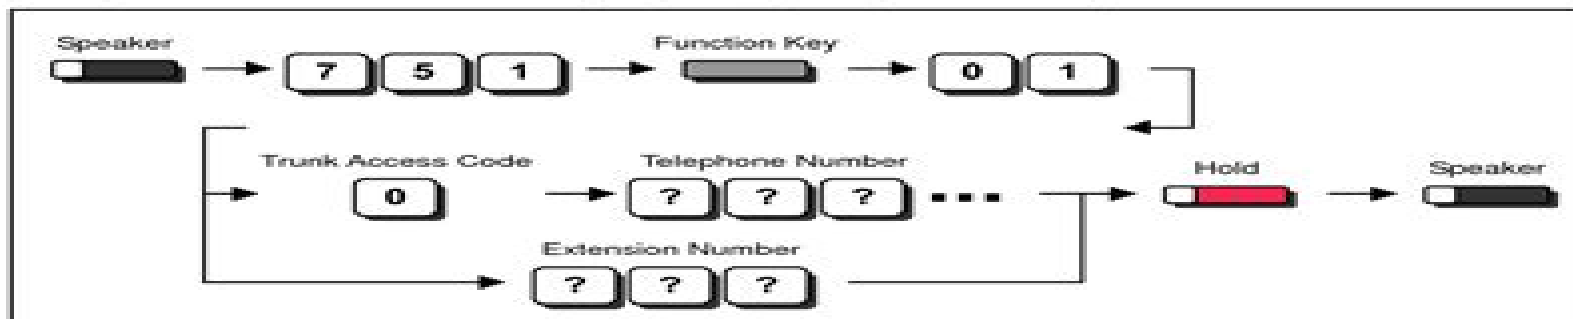 Speaker Function Key
7 5 1 0 1
Trunk Access Code Telephone Number Hold Speaker
0 ? ? ? ...
Extension Number
? ? ?